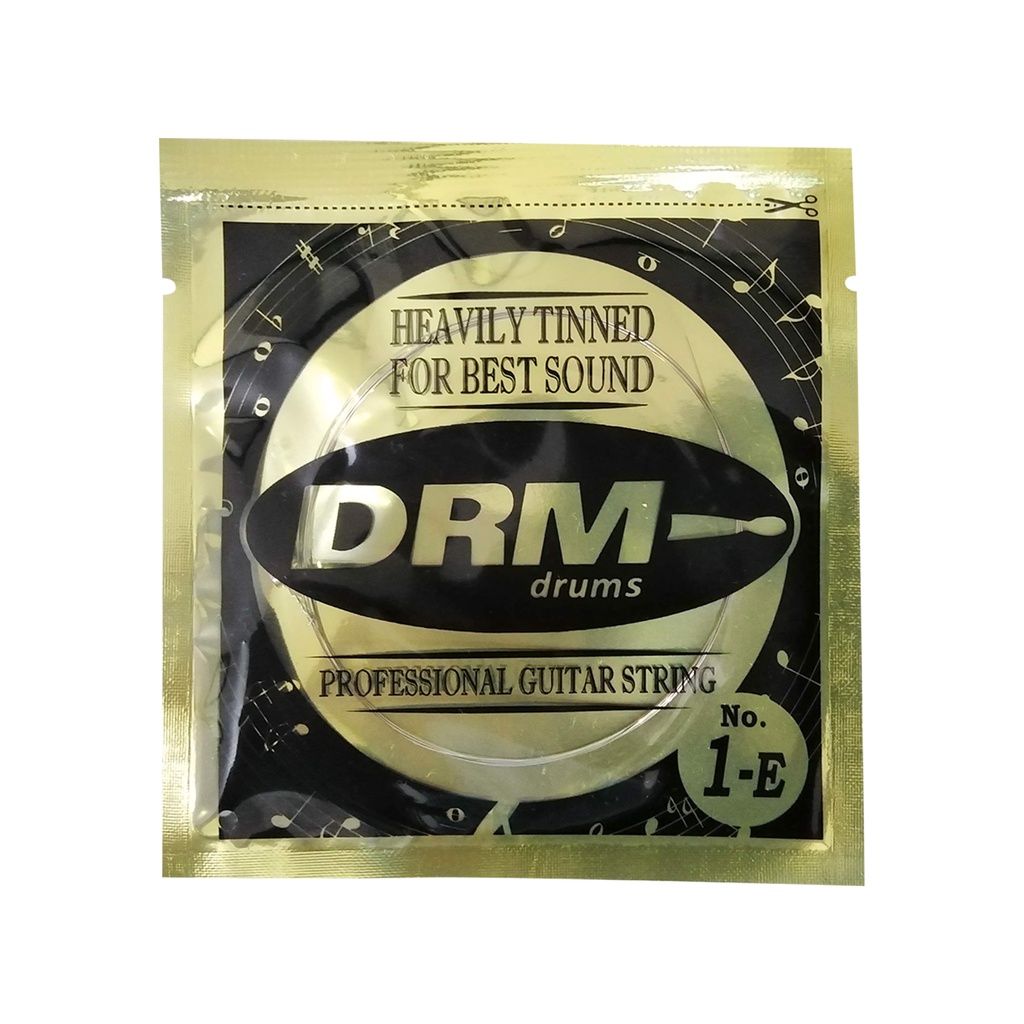 HEAVILY TINNED
FOR BEST SOUND
DRM
drums
PROFESSIONAL GUITAR STRING
No.
1-E